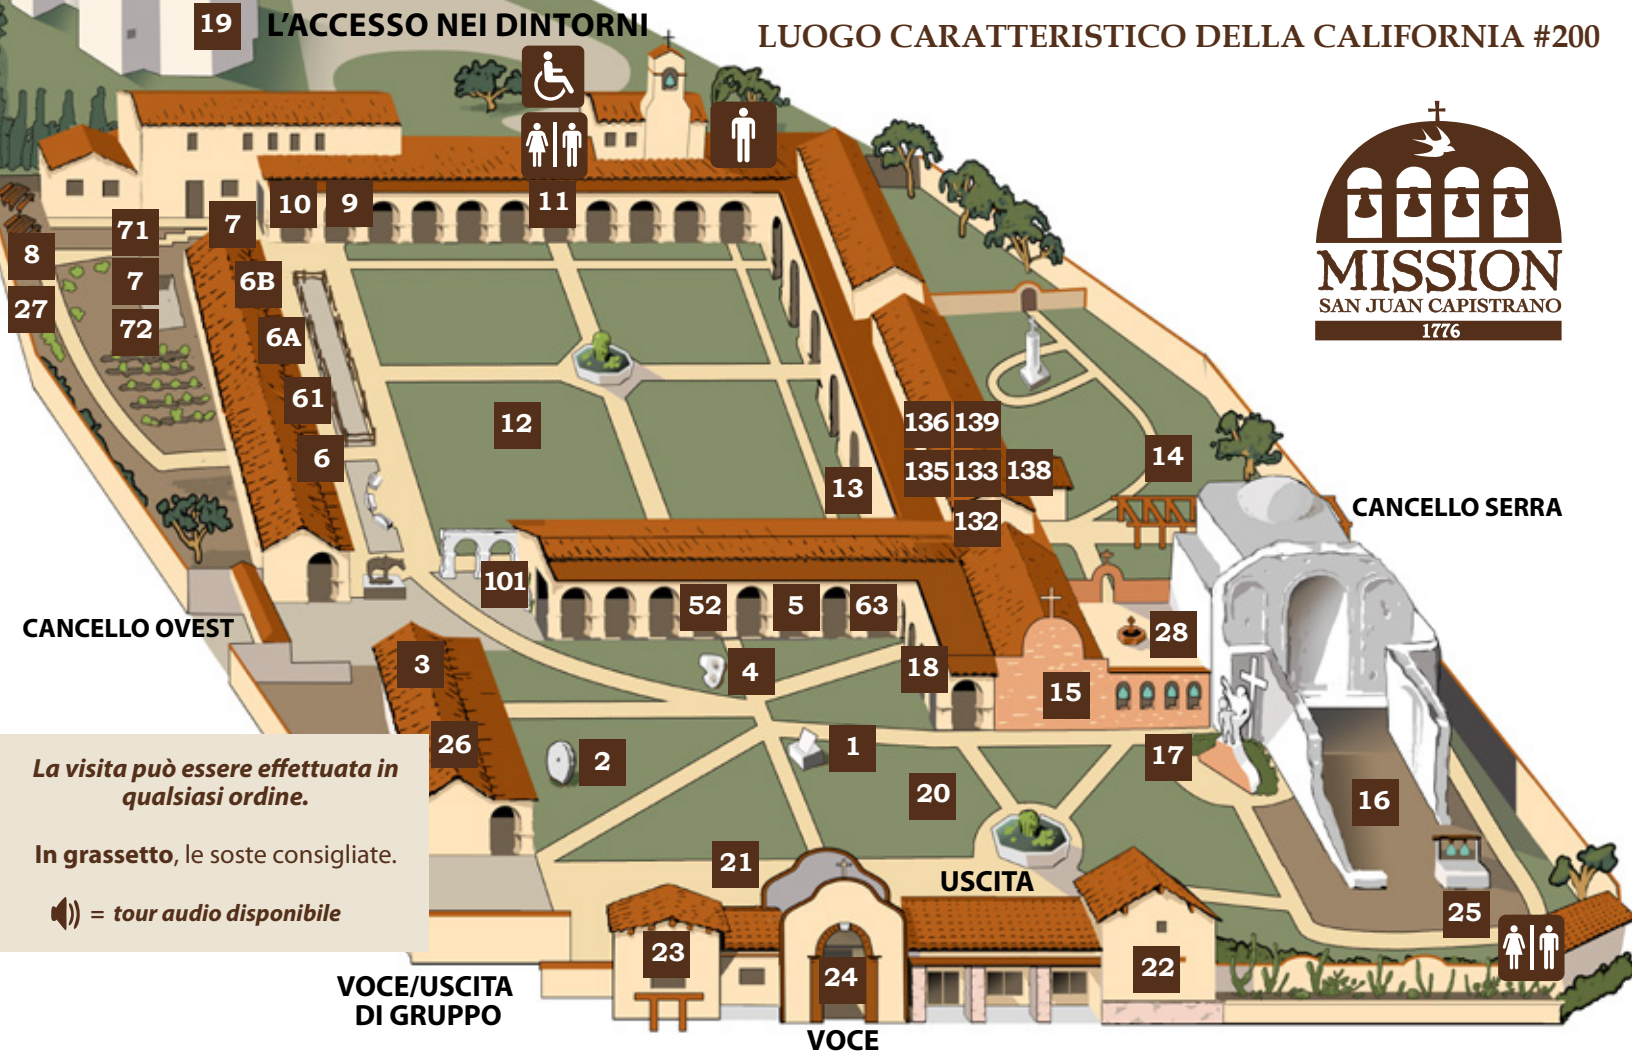 19
L'ACCESSO NEI DINTORNI
LUOGO CARATTERISTICO DELLA CALIFORNIA #200
MISSION
SAN JUAN CAPISTRANO
1776
10
9
11
71
7
8
7
6B
27
72
6A
61
12
6
136
139
14
135
133
138
13
132
CANCELLO SERRA
101
52
5
63
28
CANCELLO OVEST
3
4
18
15
26
2
1
17
20
16
La visita può essere effettuata in
qualsiasi ordine.
In grassetto, le soste consigliate.
= tour audio disponibile
21
USCITA
25
23
24
22
VOCE/USCITA
DI GRUPPO
VOCE